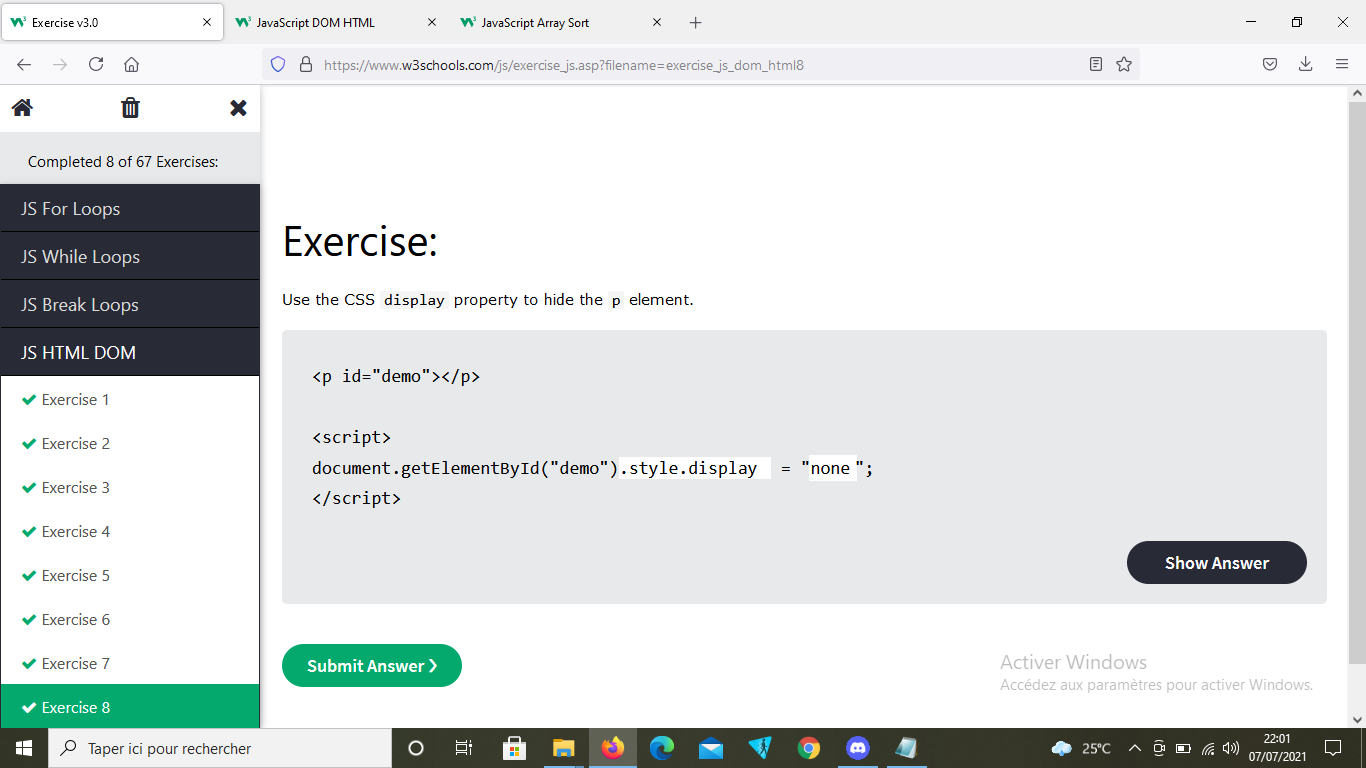 Exercise v3.0
JavaScript DOM HTML
JavaScript Array Sort
https://www.w3schools.com/js/exercise_js.asp?filename=exercise_js_dom_html8
Completed 8 of 67 Exercises:
JS For Loops
JS While Loops
JS Break Loops
JS HTML DOM
Exercise 1
Exercise 2
Exercise 3
Exercise 4
Exercise 5
Exercise 6
Exercise 7
Exercise 8
Exercise:
Use the CSS display property to hide the p element.
<p id="demo"></p>
<script>
document.getElementById("demo").style.display = "none";
</script>
Show Answer
Submit Answer ❯
Activer Windows
Accédez aux paramètres pour activer Windows.
Taper ici pour rechercher
25°C
22:01
07/07/2021